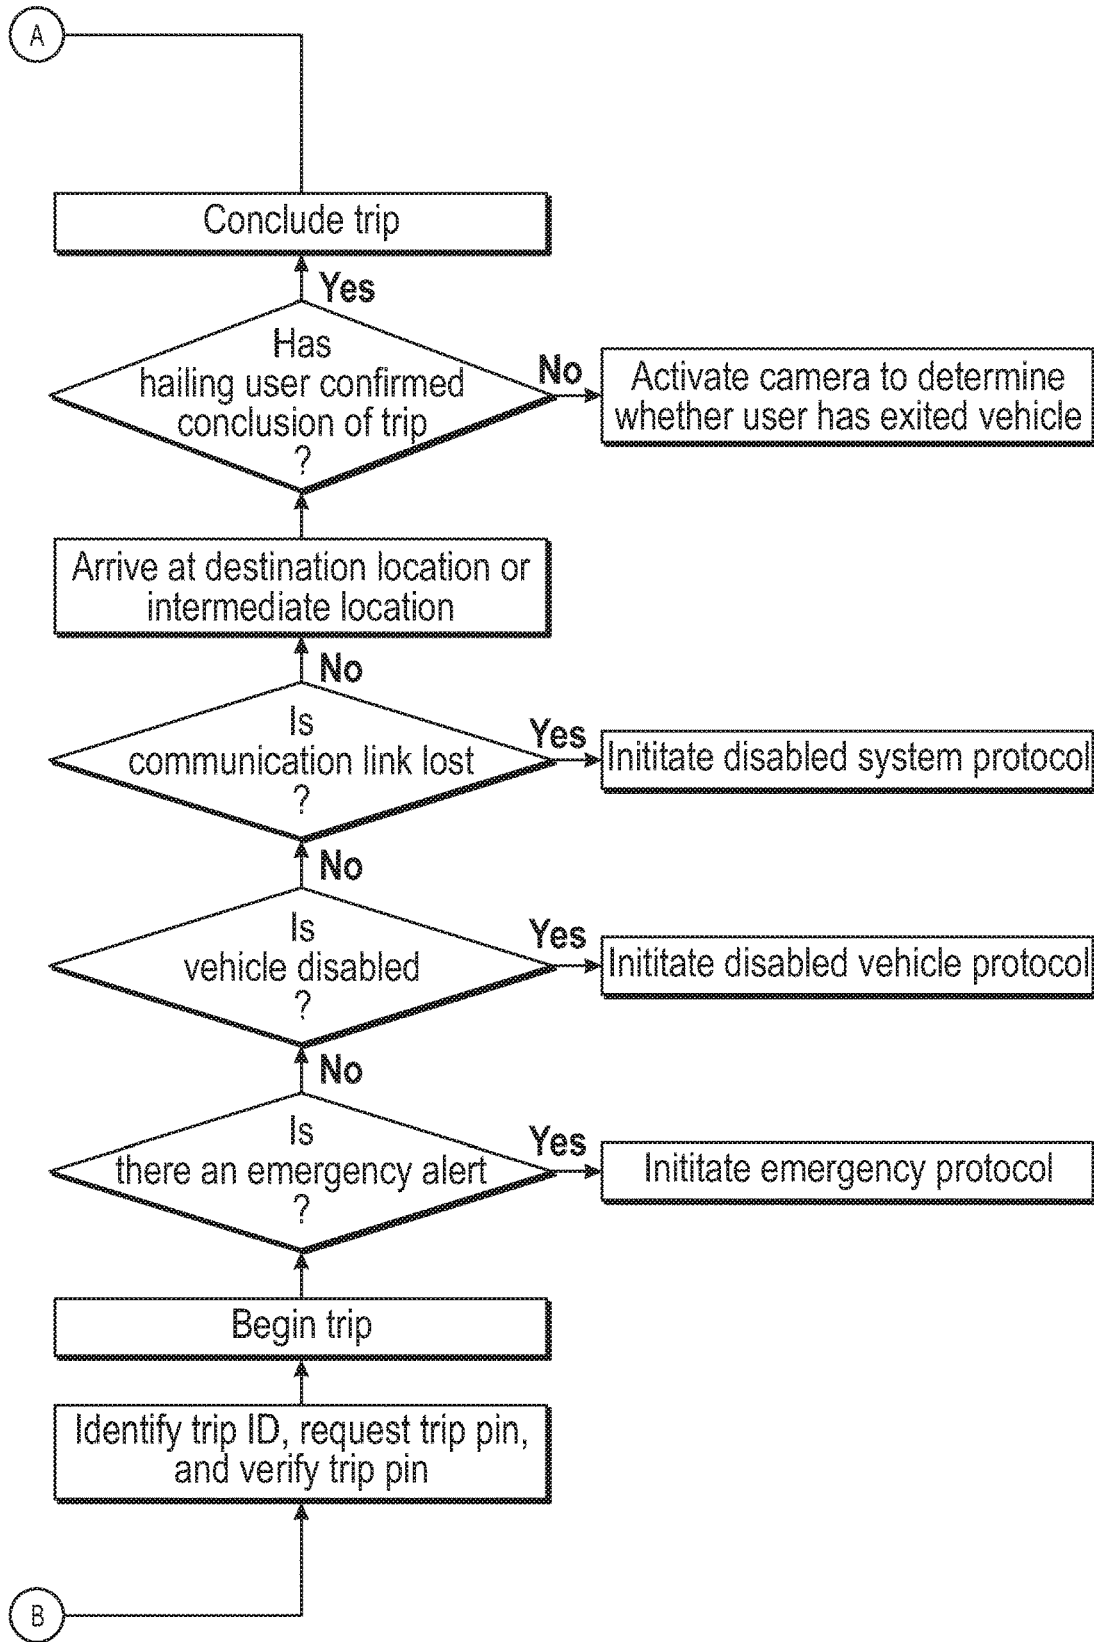 A
Conclude trip
Yes
Has
hailing user confirmed
conclusion of trip
?
No
Activate camera to determine
whether user has exited vehicle
Arrive at destination location or
intermediate location
No
Is
communication link lost
?
Yes
Inititate disabled system protocol
No
Is
vehicle disabled
?
Yes
Inititate disabled vehicle protocol
No
Is
there an emergency alert
?
Yes
Inititate emergency protocol
Begin trip
Identify trip ID, request trip pin,
and verify trip pin
B